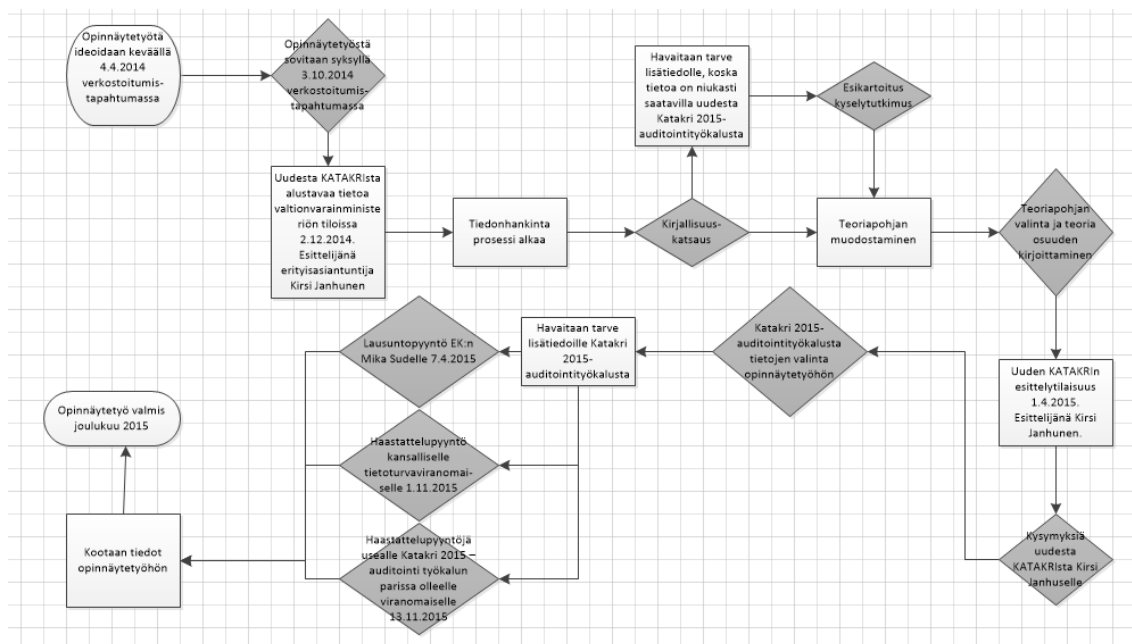 Opinnäytetyötä
ideoidaan keväällä
4.4.2014
verkostoitumis-
tapahtumassa
Opinnäytetyöstä
sovitaan syksyllä
3.10.2014
verkostoitumis-
tapahtumassa
Uudesta KATAKRIsta
alustavaa tietoa
valtionvarainministe
riön tiloissa
2.12.2014.
Esittelijänä
erityisasiantuntija
Kirsi Janhunen
Tiedonhankinta
prosessi alkaa
Kirjallisuus-
katsaus
Havaitaan tarve
lisätiedolle, koska
tietoa on niukasti
saatavilla uudesta
Katakri 2015-
auditointityökalusta
Esikartoitus
kyselytutkimus
Teoriapohjan
muodostaminen
Teoriapohjan
valinta ja teoria
osuuden
kirjoittaminen
Uuden KATAKRIn
esittelytilaisuus
1.4.2015.
Esittelijänä Kirsi
Janhunen.
Kysymyksiä
uudesta
KATAKRIsta Kirsi
Janhuselle
Katakri 2015-
auditointityökalusta
tietojen valinta
opinnäytetyöhön
Havaitaan tarve
lisätiedoille Katakri
2015-
auditointityökalusta
Lausuntopyyntö EK:n
Mika Sudelle 7.4.2015
Haastattelupyyntö
kansalliselle
tietoturvaviranomai-
selle 1.11.2015
Haastattelupyyntöjä
usealle Katakri 2015 –
auditointi työkalun
parissa olleelle
viranomaiselle
13.11.2015
Kootaan tiedot
opinnäytetyöhön
Opinnäytetyö valmis
joulukuu 2015